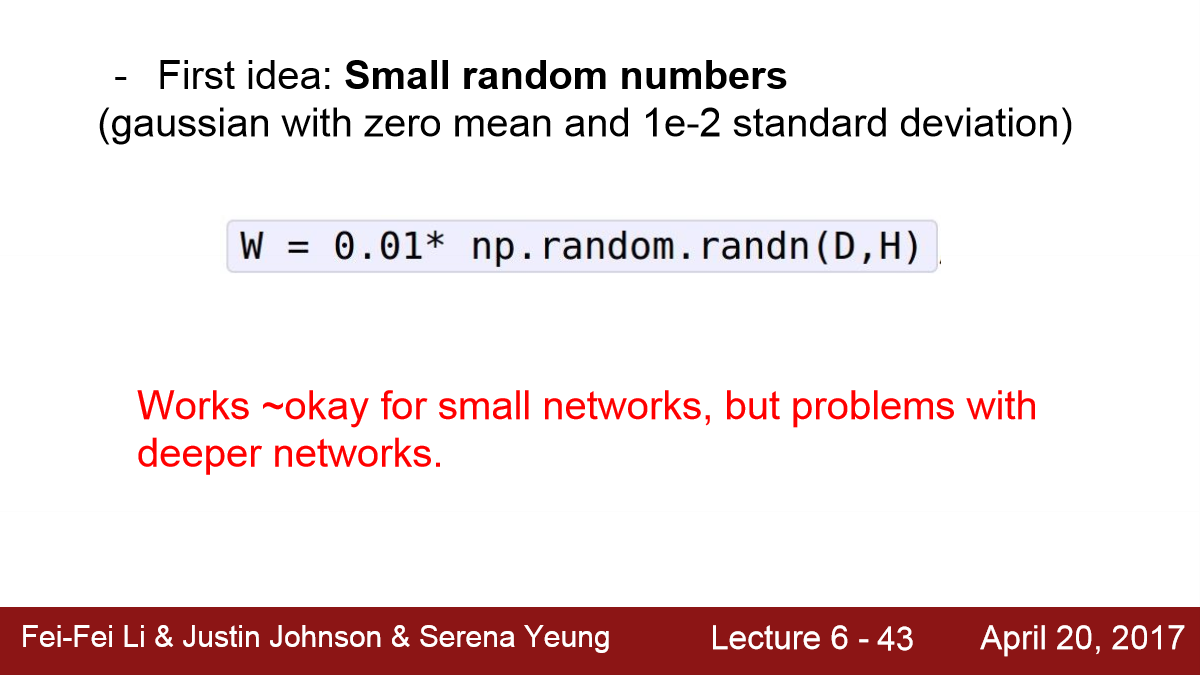 - First idea: Small random numbers
(gaussian with zero mean and 1e-2 standard deviation)
W = 0.01* np.random.randn(D,H)
Works ~okay for small networks, but problems with
deeper networks.
Fei-Fei Li & Justin Johnson & Serena Yeung Lecture 6 - 43 April 20, 2017